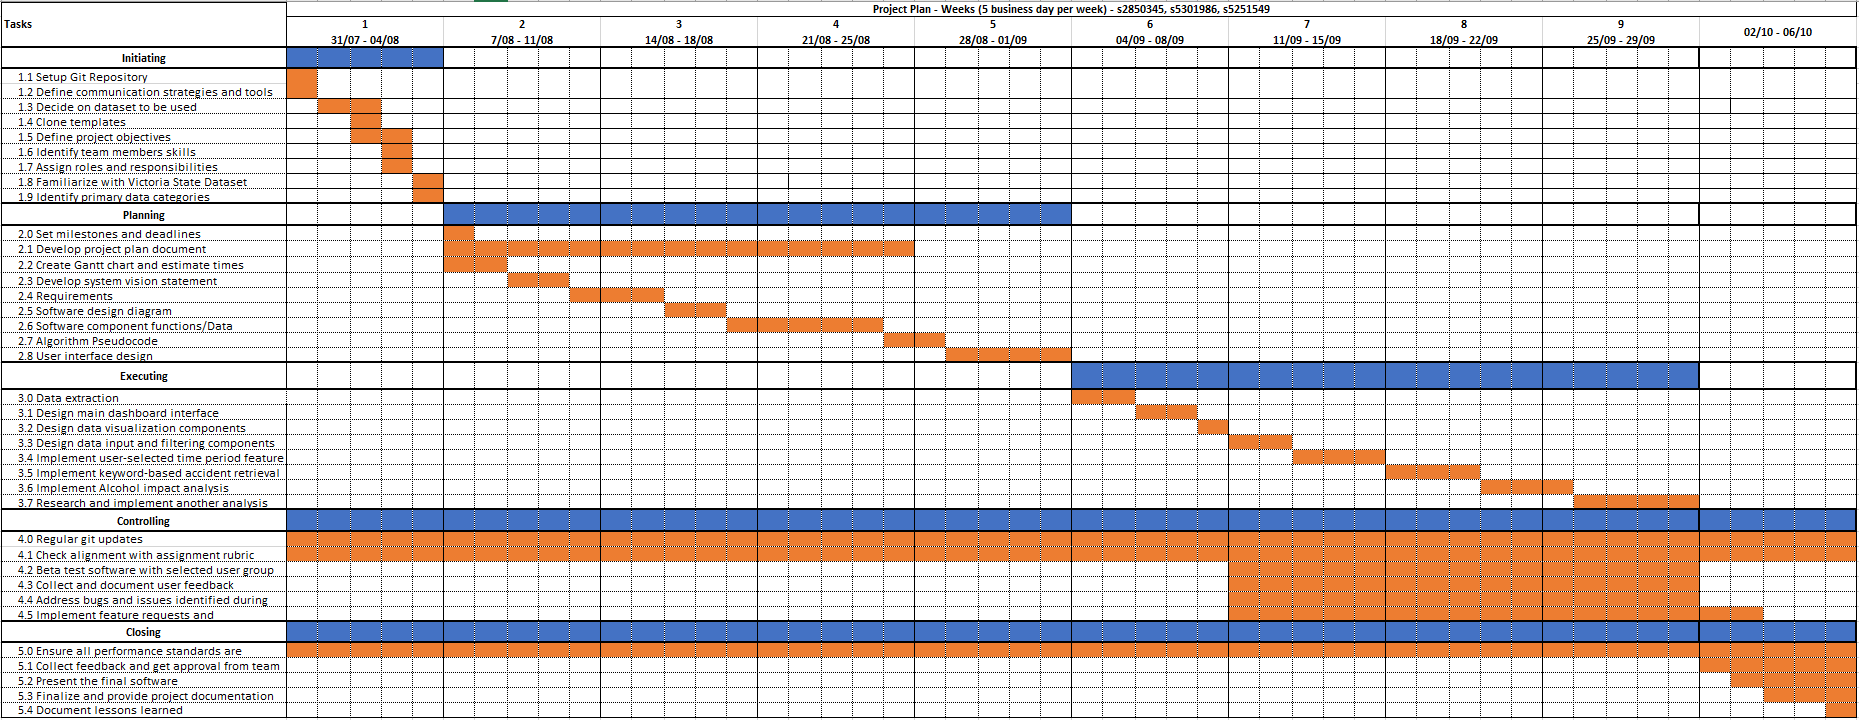 Project Plan - Weeks (5 business day per week) - s2850345, s5301986, s5251549
Tasks
1 2 3 4 5 6 7 8 9
31/07 - 04/08 7/08 - 11/08 14/08 - 18/08 21/08 - 25/08 28/08 - 01/09 04/09 - 08/09 11/09 - 15/09 18/09 - 22/09 25/09 - 29/09 02/10 - 06/10
Initiating
1.1 Setup Git Repository
1.2 Define communication strategies and tools
1.3 Decide on dataset to be used
1.4 Clone templates
1.5 Define project objectives
1.6 Identify team members skills
1.7 Assign roles and responsibilities
1.8 Familiarize with Victoria State Dataset
1.9 Identify primary data categories
Planning
2.0 Set milestones and deadlines
2.1 Develop project plan document
2.2 Create Gantt chart and estimate times
2.3 Develop system vision statement
2.4 Requirements
2.5 Software design diagram
2.6 Software component functions/Data
2.7 Algorithm Pseudocode
2.8 User interface design
Executing
3.0 Data extraction
3.1 Design main dashboard interface
3.2 Design data visualization components
3.3 Design data input and filtering components
3.4 Implement user-selected time period feature
3.5 Implement keyword-based accident retrieval
3.6 Implement Alcohol impact analysis
3.7 Research and implement another analysis
Controlling
4.0 Regular git updates
4.1 Check alignment with assignment rubric
4.2 Beta test software with selected user group
4.3 Collect and document user feedback
4.4 Address bugs and issues identified during
4.5 Implement feature requests and
Closing
5.0 Ensure all performance standards are
5.1 Collect feedback and get approval from team
5.2 Present the final software
5.3 Finalize and provide project documentation
5.4 Document lessons learned